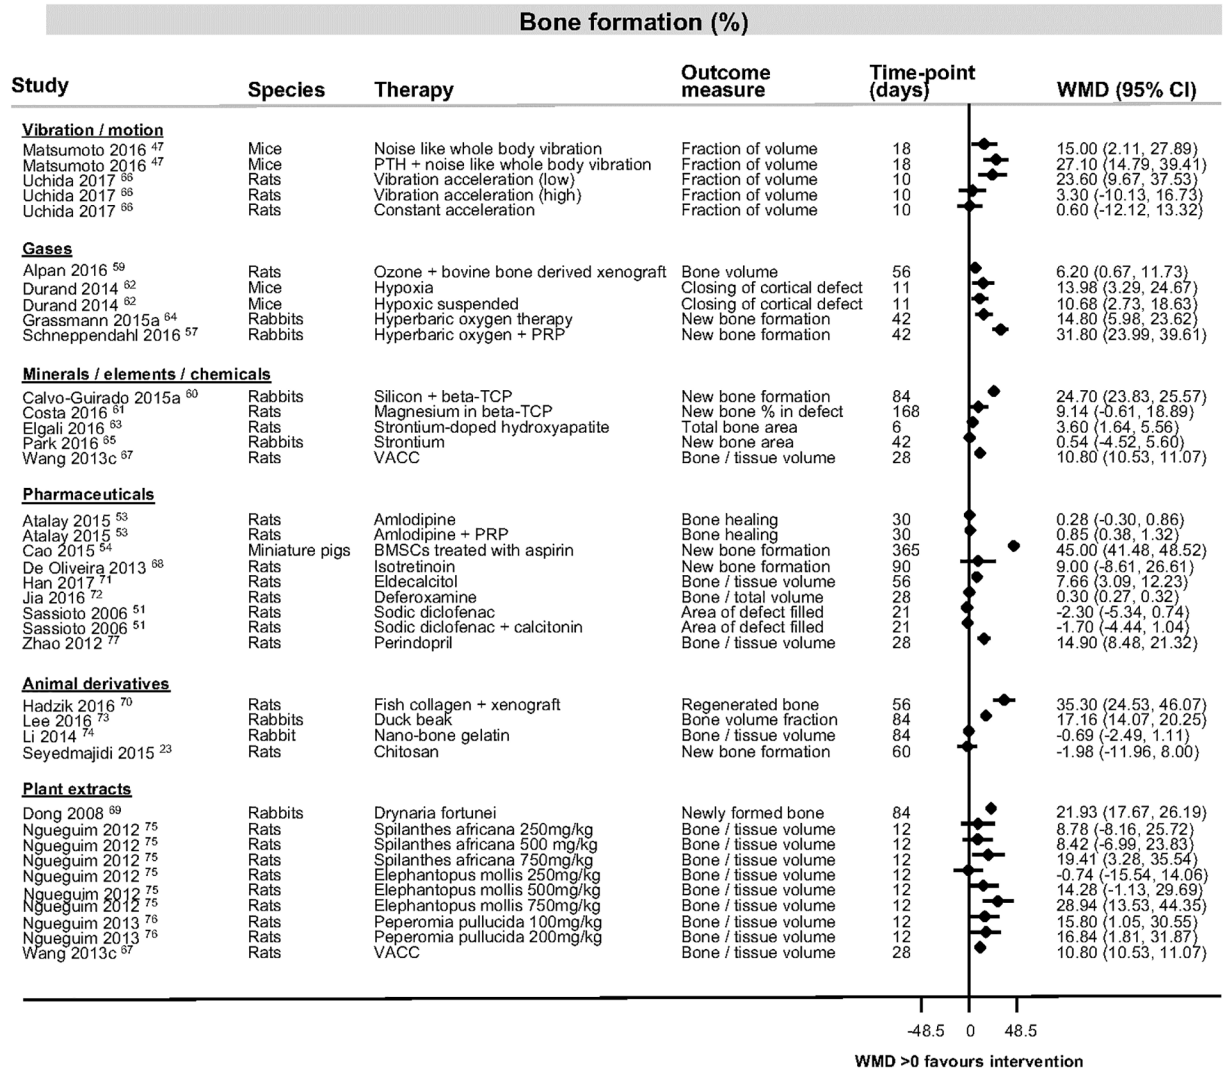 Bone formation (%)
Study Species Therapy Outcome measure Time-point (days) WMD (95% CI)
Vibration / motion
Matsumoto 2016 47 Mice Noise like whole body vibration Fraction of volume 18 15.00 (2.11, 27.89)
Matsumoto 2016 47 Mice PTH + noise like whole body vibration Fraction of volume 18 27.10 (14.79, 39.41)
Uchida 2017 66 Rats Vibration acceleration (low) Fraction of volume 10 23.60 (9.67, 37.53)
Uchida 2017 66 Rats Vibration acceleration (high) Fraction of volume 10 3.30 (-10.13, 16.73)
Uchida 2017 66 Rats Constant acceleration Fraction of volume 10 0.60 (-12.12, 13.32)
Gases
Alpan 2016 59 Rats Ozone + bovine bone derived xenograft Bone volume 56 6.20 (0.67, 11.73)
Durand 2014 62 Mice Hypoxia Closing of cortical defect 11 13.98 (3.29, 24.67)
Durand 2014 62 Mice Hypoxic suspended Closing of cortical defect 11 10.68 (2.73, 18.63)
Grassmann 2015a 64 Rabbits Hyperbaric oxygen therapy New bone formation 42 14.80 (5.98, 23.62)
Schneppendahl 2016 57 Rabbits Hyperbaric oxygen + PRP New bone formation 42 31.80 (23.99, 39.61)
Minerals / elements / chemicals
Calvo-Guirado 2015a 60 Rabbits Silicon + beta-TCP New bone formation 84 24.70 (23.83, 25.57)
Costa 2016 61 Rats Magnesium in beta-TCP New bone % in defect 168 9.14 (-0.61, 18.89)
Elgali 2016 63 Rats Strontium-doped hydroxyapatite Total bone area 6 3.60 (1.64, 5.56)
Park 2016 65 Rabbits Strontium New bone area 42 0.54 (-4.52, 5.60)
Wang 2013c 67 Rats VACC Bone / tissue volume 28 10.80 (10.53, 11.07)
Pharmaceuticals
Atalay 2015 53 Rats Amlodipine Bone healing 30 0.28 (-0.30, 0.86)
Atalay 2015 53 Rats Amlodipine + PRP Bone healing 30 0.85 (0.38, 1.32)
Cao 2015 54 Miniature pigs BMSCs treated with aspirin New bone formation 365 45.00 (41.48, 48.52)
De Oliveira 2013 68 Rats Isotretinoin New bone formation 90 9.00 (-8.61, 26.61)
Han 2017 71 Rats Eldecalcitol Bone / tissue volume 56 7.66 (3.09, 12.23)
Jia 2016 72 Rats Deferoxamine Bone / total volume 28 0.30 (0.27, 0.32)
Sassioto 2006 51 Rats Sodic diclofenac Area of defect filled 21 -2.30 (-5.34, 0.74)
Sassioto 2006 51 Rats Sodic diclofenac + calcitonin Area of defect filled 21 -1.70 (-4.44, 1.04)
Zhao 2012 77 Rats Perindopril Bone / tissue volume 28 14.90 (8.48, 21.32)
Animal derivatives
Hadzik 2016 70 Rats Fish collagen + xenograft Regenerated bone 56 35.30 (24.53, 46.07)
Lee 2016 73 Rabbits Duck beak Bone volume fraction 84 17.16 (14.07, 20.25)
Li 2014 74 Rabbit Nano-bone gelatin Bone / tissue volume 84 -0.69 (-2.49, 1.11)
Seyedmajidi 2015 23 Rats Chitosan New bone formation 60 -1.98 (-11.96, 8.00)
Plant extracts
Dong 2008 69 Rabbits Drynaria fortunei Newly formed bone 84 21.93 (17.67, 26.19)
Ngueguim 2012 75 Rats Spilanthes africana 250mg/kg Bone / tissue volume 12 8.78 (-8.16, 25.72)
Ngueguim 2012 75 Rats Spilanthes africana 500 mg/kg Bone / tissue volume 12 8.42 (-6.99, 23.83)
Ngueguim 2012 75 Rats Spilanthes africana 750mg/kg Bone / tissue volume 12 19.41 (3.28, 35.54)
Ngueguim 2012 75 Rats Elephantopus mollis 250mg/kg Bone / tissue volume 12 -0.74 (-15.54, 14.06)
Ngueguim 2012 75 Rats Elephantopus mollis 500mg/kg Bone / tissue volume 12 14.28 (-1.13, 29.69)
Ngueguim 2012 75 Rats Elephantopus mollis 750mg/kg Bone / tissue volume 12 28.94 (13.53, 44.35)
Ngueguim 2013 76 Rats Peperomia pullucida 100mg/kg Bone / tissue volume 12 15.80 (1.05, 30.55)
Ngueguim 2013 76 Rats Peperomia pullucida 200mg/kg Bone / tissue volume 12 16.84 (1.81, 31.87)
Wang 2013c 67 Rats VACC Bone / tissue volume 28 10.80 (10.53, 11.07)
-48.5 0 48.5
WMD >0 favours intervention